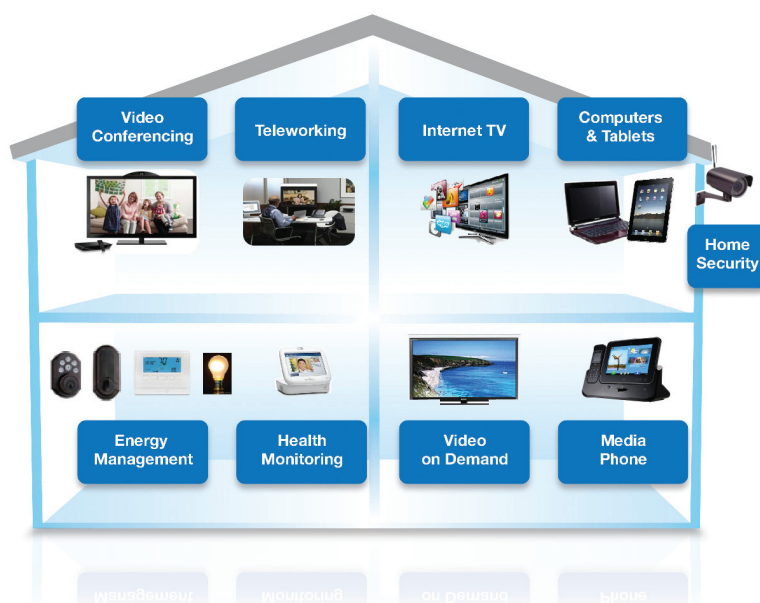 Video
Conferencing
Teleworking
Internet TV
Computers
& Tablets
Home
Security
Energy
Management
Health
Monitoring
Video
on Demand
Media
Phone